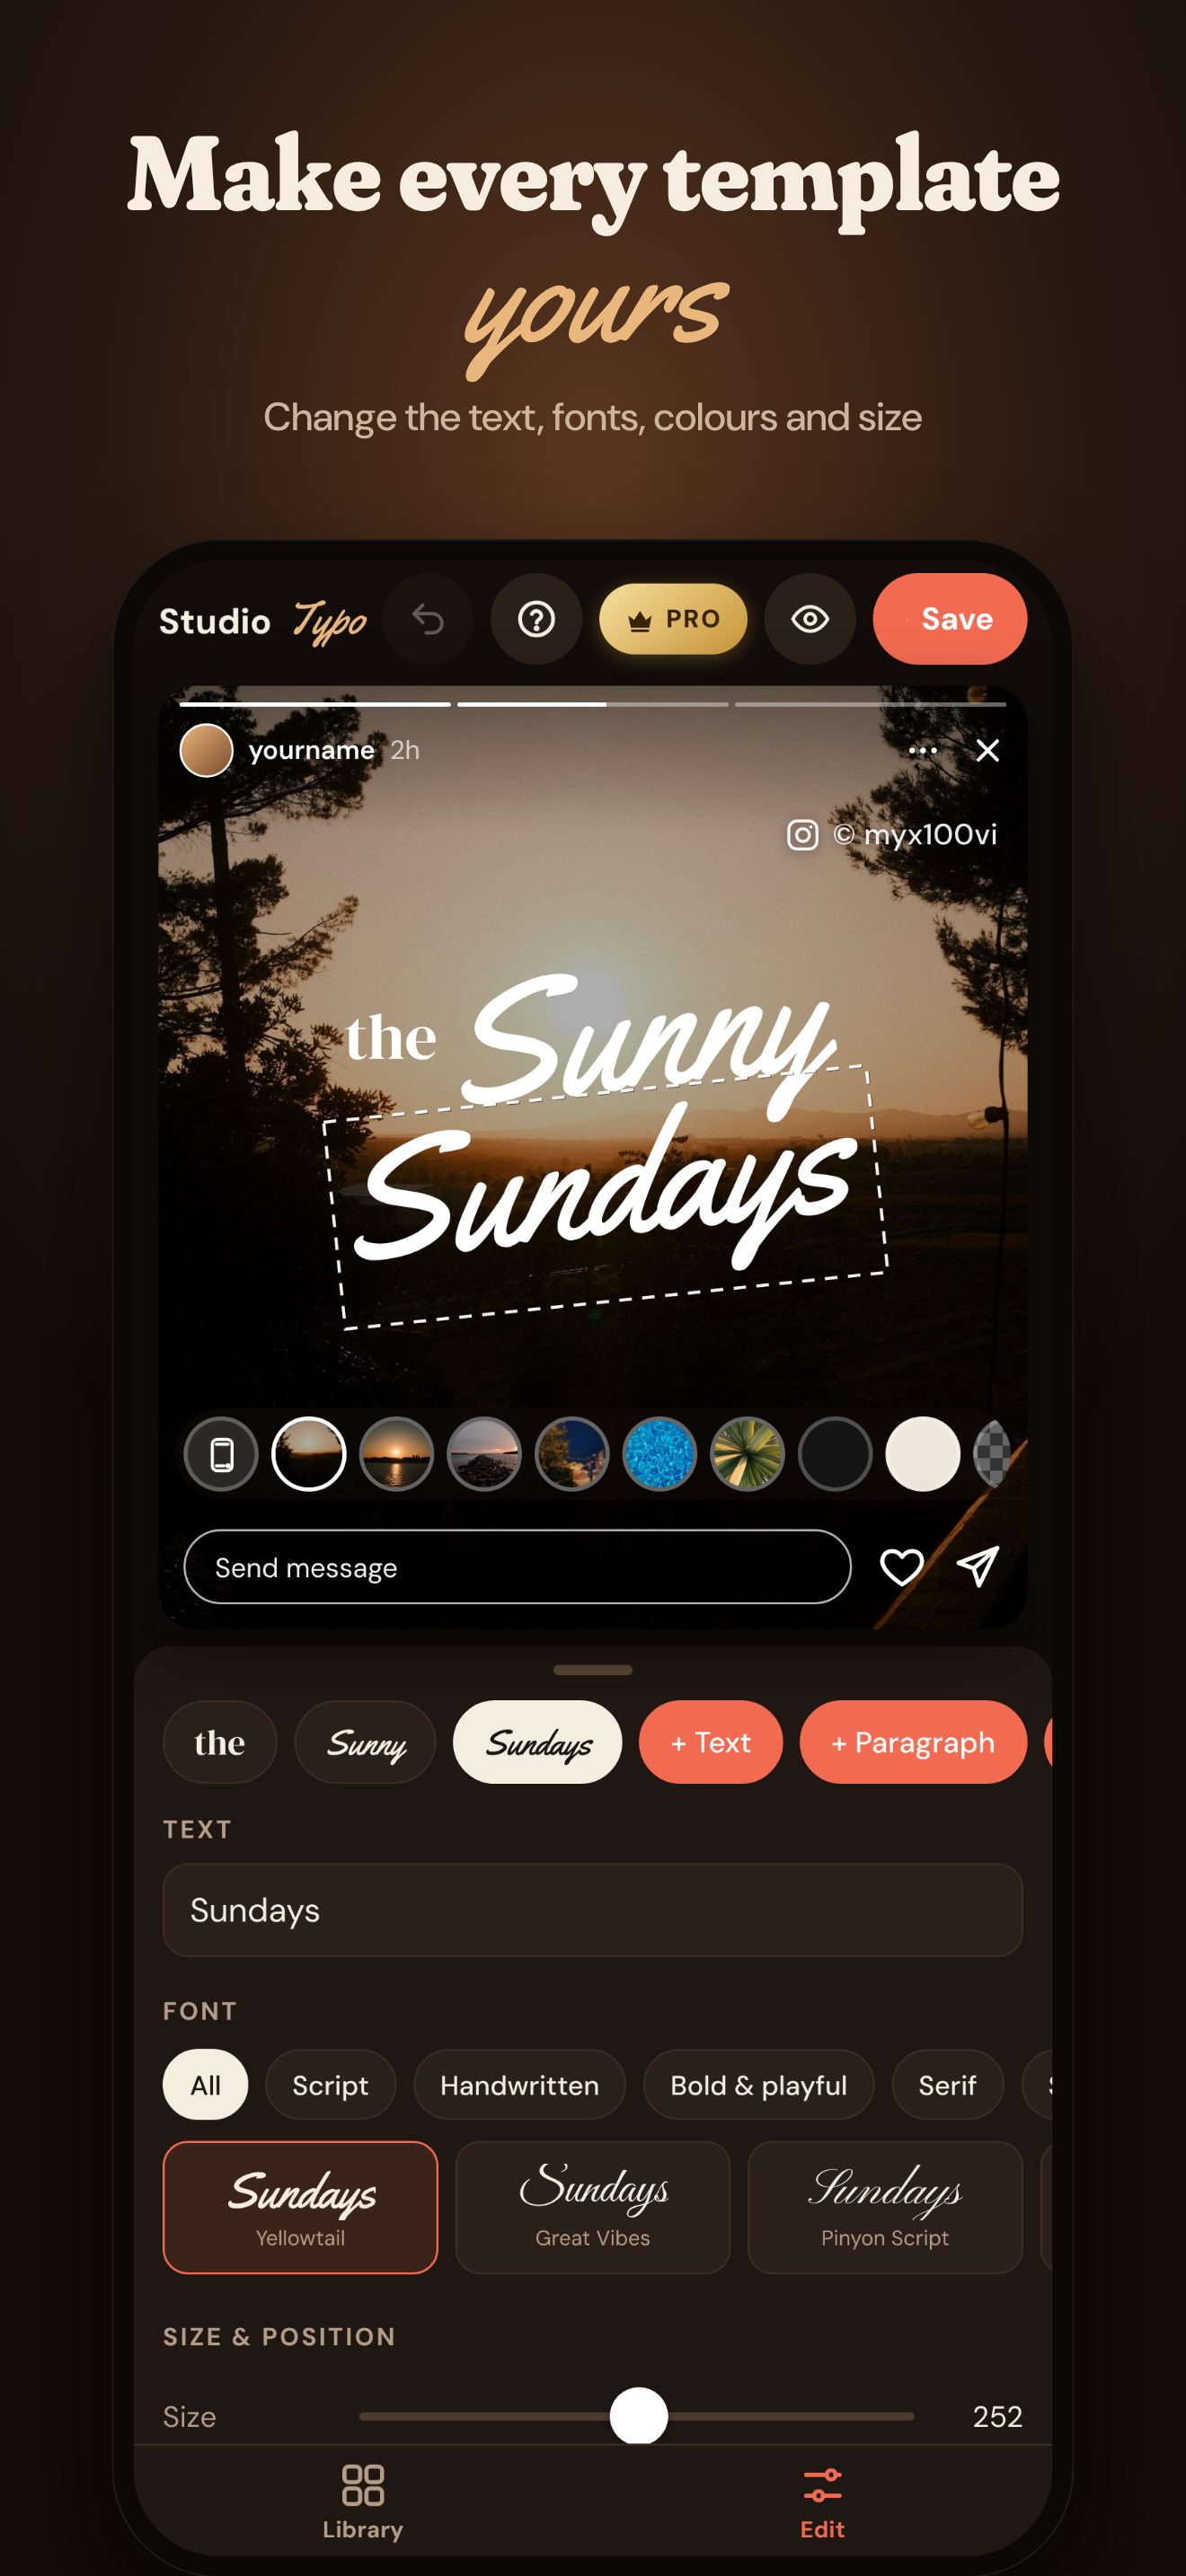 Make every template
yours
Change the text, fonts, colours and size
Studio Typo
PRO
Save
yourname 2h
© myx100vi
the Sunny
Sundays
Send message
the Sunny Sundays + Text + Paragraph
TEXT
Sundays
FONT
All Script Handwritten Bold & playful Serif
Sundays Sundays Sundays
Yellowtail Great Vibes Pinyon Script
SIZE & POSITION
Size 252
Library Edit